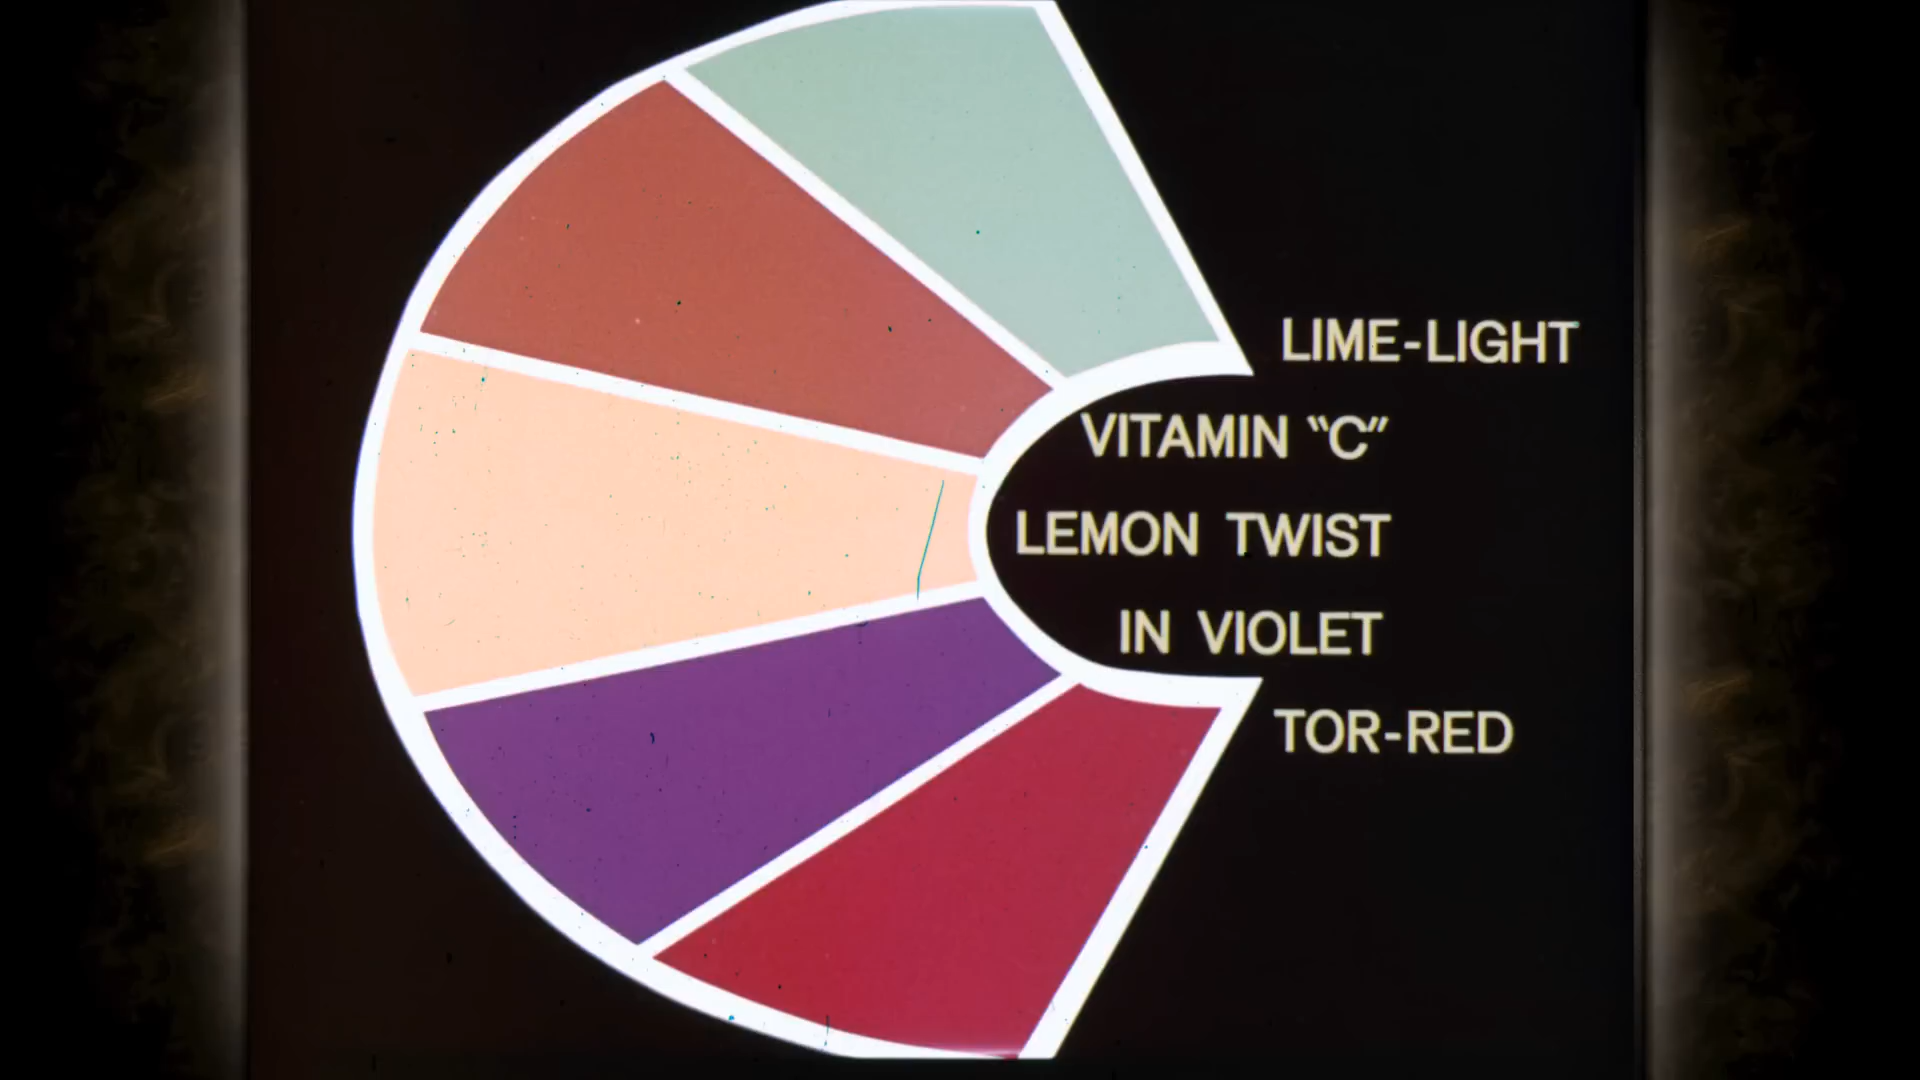 LIME-LIGHT
VITAMIN “C”
LEMON TWIST
IN VIOLET
TOR-RED